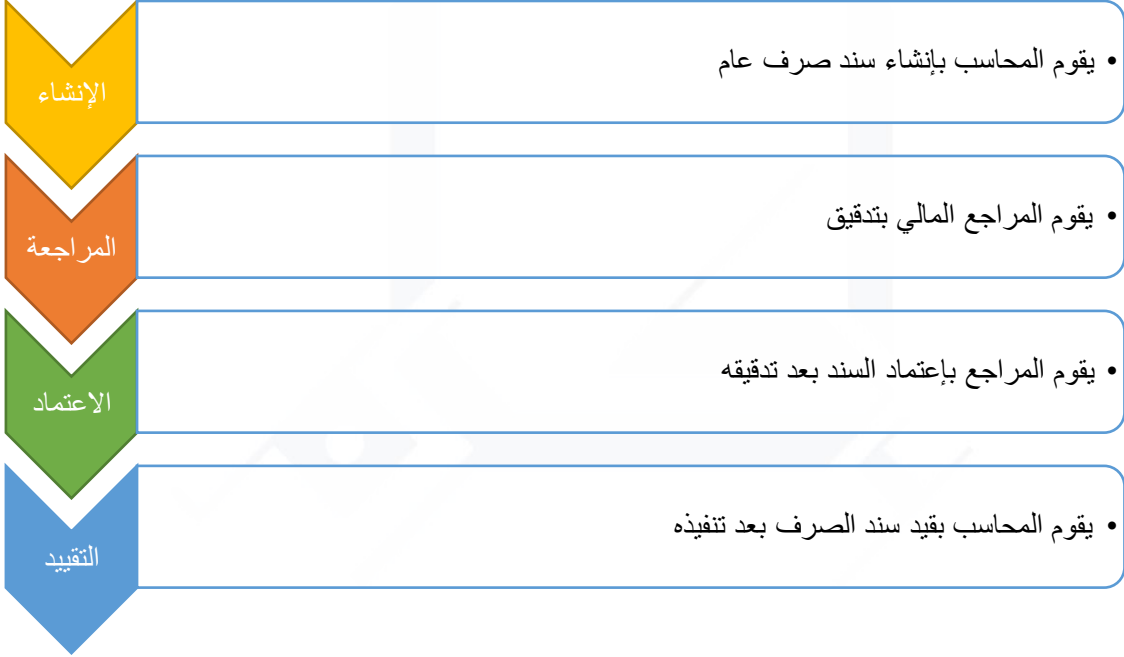 الإنشاء
• يقوم المحاسب بإنشاء سند صرف عام
المراجعة
• يقوم المراجع المالي بتدقيق
الاعتماد
• يقوم المراجع بإعتماد السند بعد تدقيقه
التقييد
• يقوم المحاسب بقيد سند الصرف بعد تنفيذه